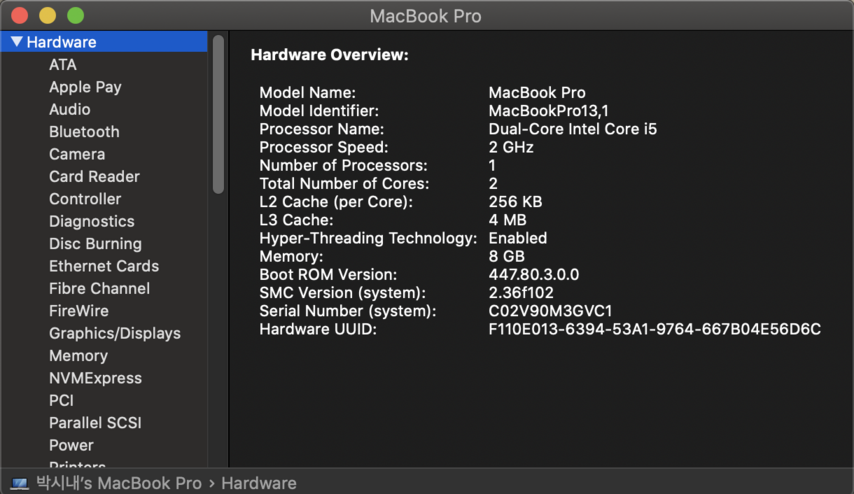 MacBook Pro
Hardware
ATA
Apple Pay
Audio
Bluetooth
Camera
Card Reader
Controller
Diagnostics
Disc Burning
Ethernet Cards
Fibre Channel
FireWire
Graphics/Displays
Memory
NVMExpress
PCI
Parallel SCSI
Power
Printers
Hardware Overview:
Model Name: MacBook Pro
Model Identifier: MacBookPro13,1
Processor Name: Dual-Core Intel Core i5
Processor Speed: 2 GHz
Number of Processors: 1
Total Number of Cores: 2
L2 Cache (per Core): 256 KB
L3 Cache: 4 MB
Hyper-Threading Technology: Enabled
Memory: 8 GB
Boot ROM Version: 447.80.3.0.0
SMC Version (system): 2.36f102
Serial Number (system): C02V90M3GVC1
Hardware UUID: F110E013-6394-53A1-9764-667B04E56D6C
박시내's MacBook Pro › Hardware